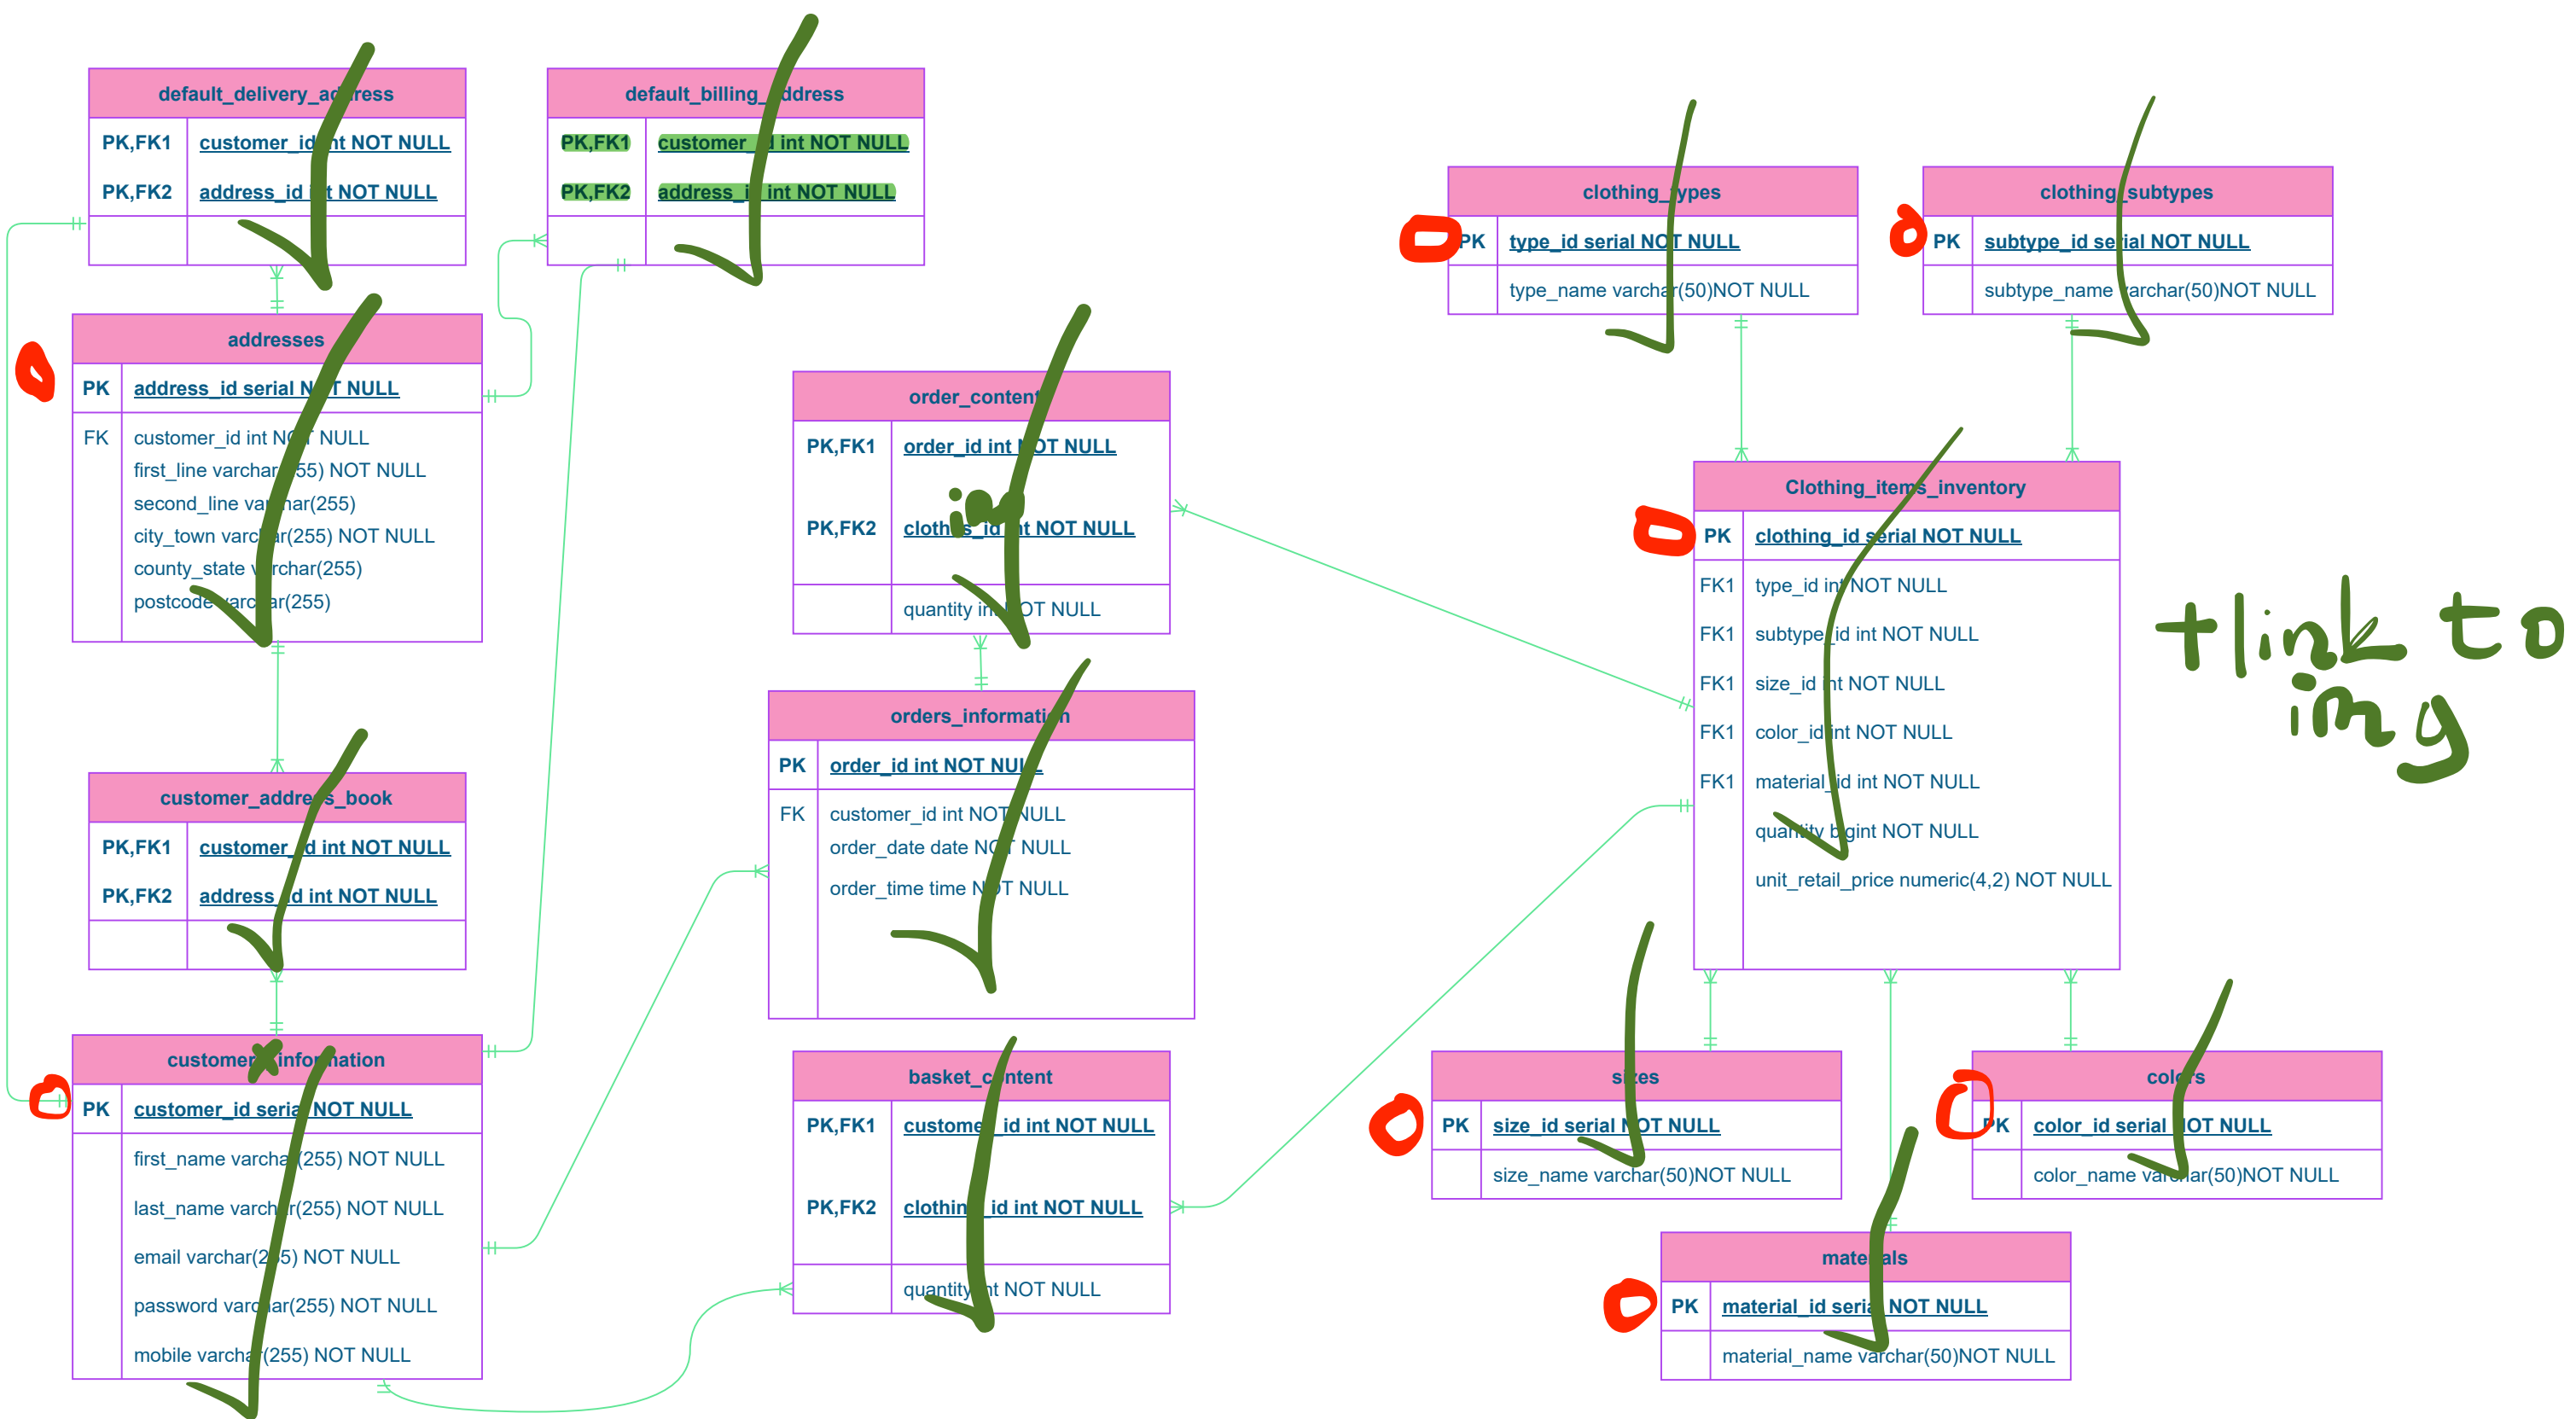 default_delivery_address
PK,FK1 customer_id int NOT NULL
PK,FK2 address_id int NOT NULL
default_billing_address
PK,FK1 customer_id int NOT NULL
PK,FK2 address_id int NOT NULL
clothing_types
PK type_id serial NOT NULL
type_name varchar(50)NOT NULL
clothing_subtypes
PK subtype_id serial NOT NULL
subtype_name varchar(50)NOT NULL
addresses
PK address_id serial NOT NULL
FK customer_id int NOT NULL
first_line varchar(255) NOT NULL
second_line varchar(255)
city_town varchar(255) NOT NULL
county_state varchar(255)
postcode varchar(255)
order_content
PK,FK1 order_id int NOT NULL
ing
PK,FK2 clothes_id int NOT NULL
quantity int NOT NULL
Clothing_items_inventory
PK clothing_id serial NOT NULL
FK1 type_id int NOT NULL
FK1 subtype_id int NOT NULL
FK1 size_id int NOT NULL
FK1 color_id int NOT NULL
FK1 material_id int NOT NULL
quantity bigint NOT NULL
unit_retail_price numeric(4,2) NOT NULL
+link to
img
orders_information
PK order_id int NOT NULL
FK customer_id int NOT NULL
order_date date NOT NULL
order_time time NOT NULL
customer_address_book
PK,FK1 customer_id int NOT NULL
PK,FK2 address_id int NOT NULL
customers_information
PK customer_id serial NOT NULL
first_name varchar(255) NOT NULL
last_name varchar(255) NOT NULL
email varchar(255) NOT NULL
password varchar(255) NOT NULL
mobile varchar(255) NOT NULL
basket_content
PK,FK1 customer_id int NOT NULL
PK,FK2 clothing_id int NOT NULL
quantity int NOT NULL
sizes
PK size_id serial NOT NULL
size_name varchar(50)NOT NULL
colors
PK color_id serial NOT NULL
color_name varchar(50)NOT NULL
materials
PK material_id serial NOT NULL
material_name varchar(50)NOT NULL